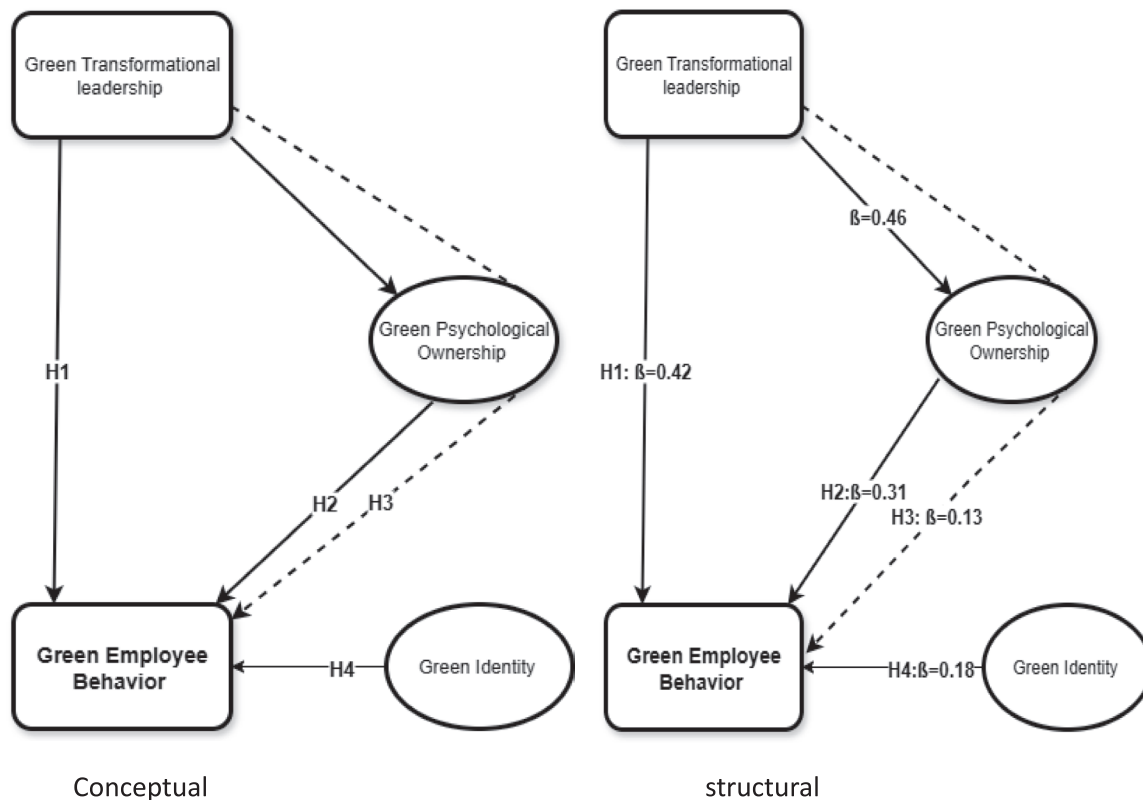 Green Transformational
leadership
H1
Green Psychological
Ownership
H2
H3
Green Employee
Behavior
H4
Green Identity
Conceptual
Green Transformational
leadership
ß=0.46
Green Psychological
Ownership
H1: ß=0.42
H2:ß=0.31
H3: ß=0.13
Green Employee
Behavior
H4:ß=0.18
Green Identity
structural